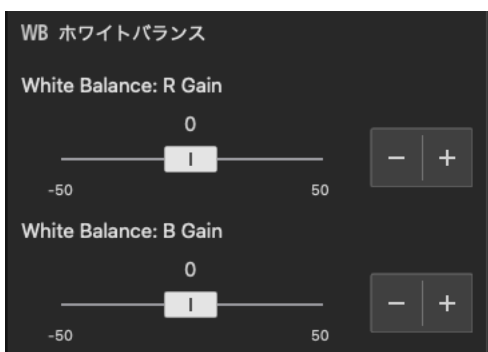 WB ホワイトバランス
White Balance: R Gain
0
− +
-50 50
White Balance: B Gain
0
− +
-50 50